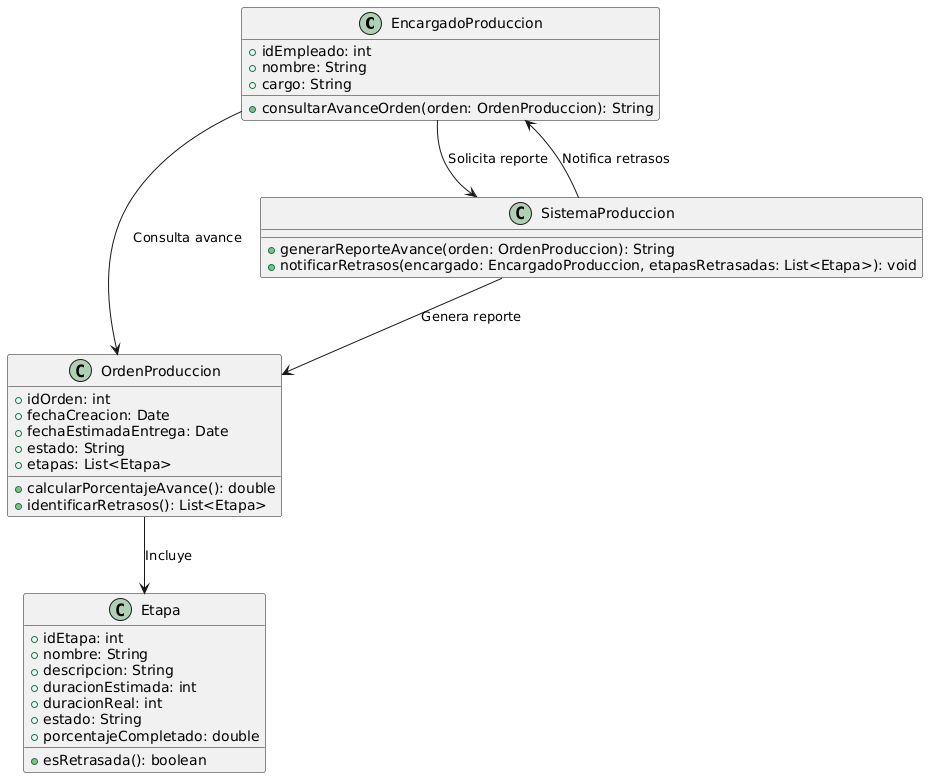 C EncargadoProduccion
idEmpleado: int
nombre: String
cargo: String
consultarAvanceOrden(orden: OrdenProduccion): String
Solicita reporte
Notifica retrasos
C SistemaProduccion
generarReporteAvance(orden: OrdenProduccion): String
notificarRetrasos(encargado: EncargadoProduccion, etapasRetrasadas: List<Etapa>): void
Consulta avance
Genera reporte
C OrdenProduccion
idOrden: int
fechaCreacion: Date
fechaEstimadaEntrega: Date
estado: String
etapas: List<Etapa>
calcularPorcentajeAvance(): double
identificarRetrasos(): List<Etapa>
Incluye
C Etapa
idEtapa: int
nombre: String
descripcion: String
duracionEstimada: int
duracionReal: int
estado: String
porcentajeCompletado: double
esRetrasada(): boolean